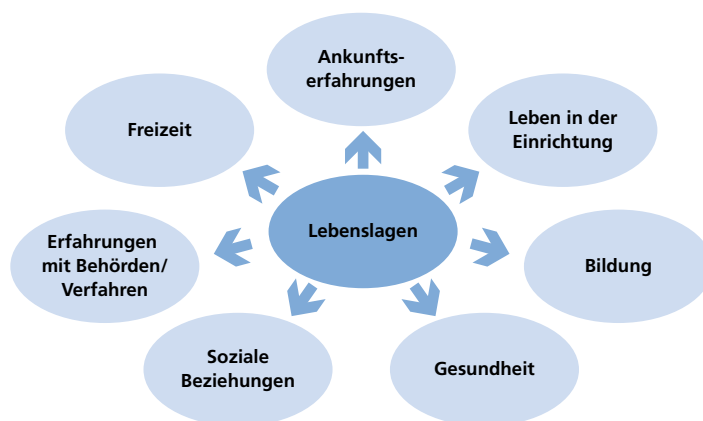 Ankunfts-
erfahrungen
Leben in der
Einrichtung
Freizeit
Lebenslagen
Erfahrungen
mit Behörden/
Verfahren
Bildung
Soziale
Beziehungen
Gesundheit